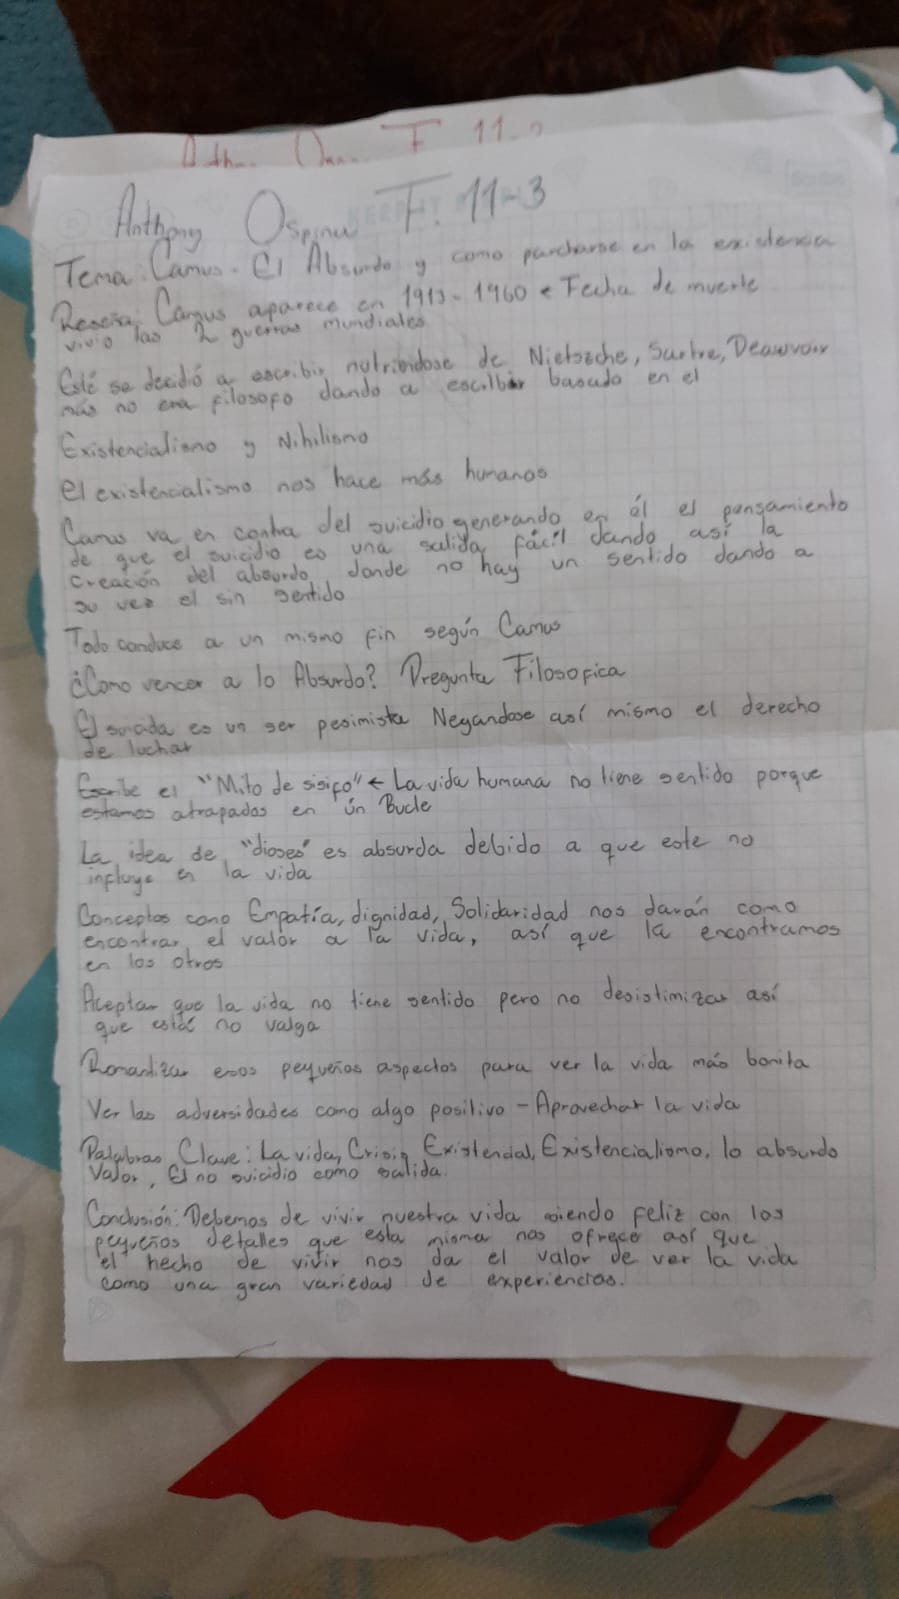 Anthony Ospina F. 11-3
Tema: Camus - El Absurdo y como parcharse en la existencia
Reseña: Camus aparece en 1913 - 1960 ← Fecha de muerte
vivio las 2 guerras mundiales
Esté se decidió a escribir nutriendose de Nietzsche, Sartre, Deauvoir
más no era filosofo dando a escribir basado en el
Existencialismo y Nihilismo
el existencialismo nos hace más humanos
Camus va en contra del suicidio generando en él el pensamiento
de que el suicidio es una salida fácil dando así la
creación del absurdo, donde no hay un sentido dando a
su vez el sin sentido
Todo conduce a un mismo fin según Camus
¿Como vencer a lo Absurdo? Pregunta Filosofica
El suicida es un ser pesimista Negandose así mismo el derecho
de luchar
Escribe el "Mito de sisifo" ← La vida humana no tiene sentido porque
estamos atrapados en ún Bucle
La idea de "dioses" es absurda debido a que este no
influye en la vida
Conceptos como Empatía, dignidad, Solidaridad nos darán como
encontrar el valor a la vida, así que la encontramos
en los otros
Aceptar que la vida no tiene sentido pero no desistimizar así
que está no valga
Romantizar esos pequeños aspectos para ver la vida más bonita
Ver las adversidades como algo positivo - Aprovechar la vida
Palabras Clave: La vida, Crisis Existencial, Existencialismo, lo absurdo
Valor, El no suicidio como salida.
Conclusión: Debemos de vivir nuestra vida siendo feliz con los
pequeños detalles que esta misma nos ofrece así que
el hecho de vivir nos da el valor de ver la vida
como una gran variedad de experiencias.